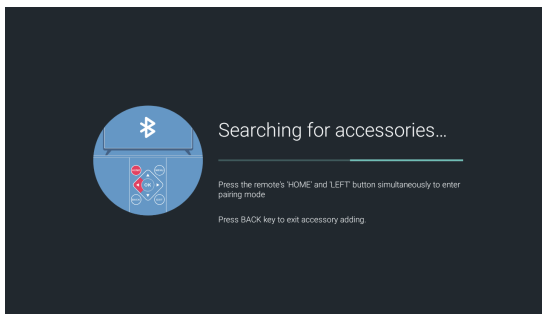 Searching for accessories...
Press the remote's 'HOME' and 'LEFT' button simultaneously to enter
pairing mode
Press BACK key to exit accessory adding.
OK